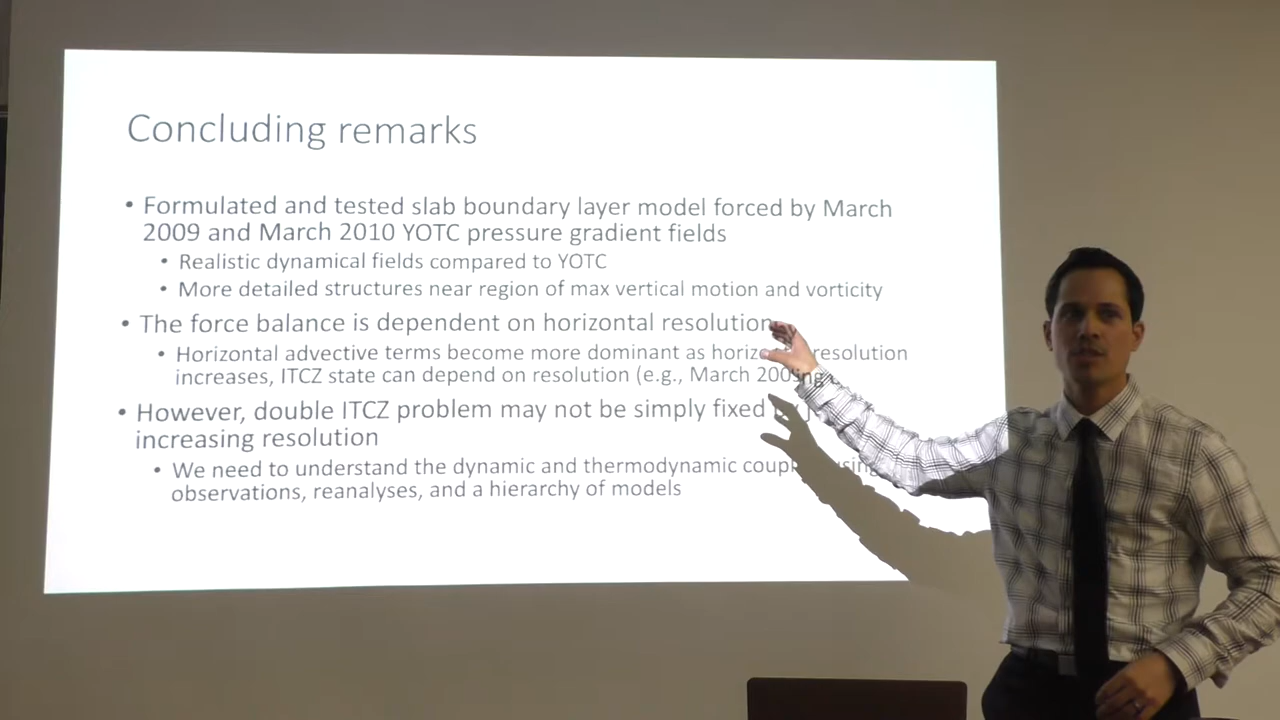 Concluding remarks
• Formulated and tested slab boundary layer model forced by March
2009 and March 2010 YOTC pressure gradient fields
• Realistic dynamical fields compared to YOTC
• More detailed structures near region of max vertical motion and vorticity
• The force balance is dependent on horizontal resolution
• Horizontal advective terms become more dominant as resolution
increases, ITCZ state can depend on resolution (e.g., March
• However, double ITCZ problem may not be simply fixed
increasing resolution
• We need to understand the dynamic and thermodynamic
observations, reanalyses, and a hierarchy of models